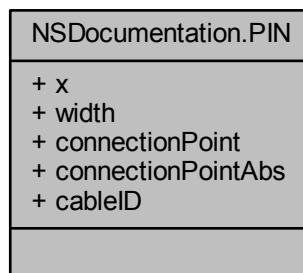 NSDocumentation.PIN
+ x
+ width
+ connectionPoint
+ connectionPointAbs
+ cableID